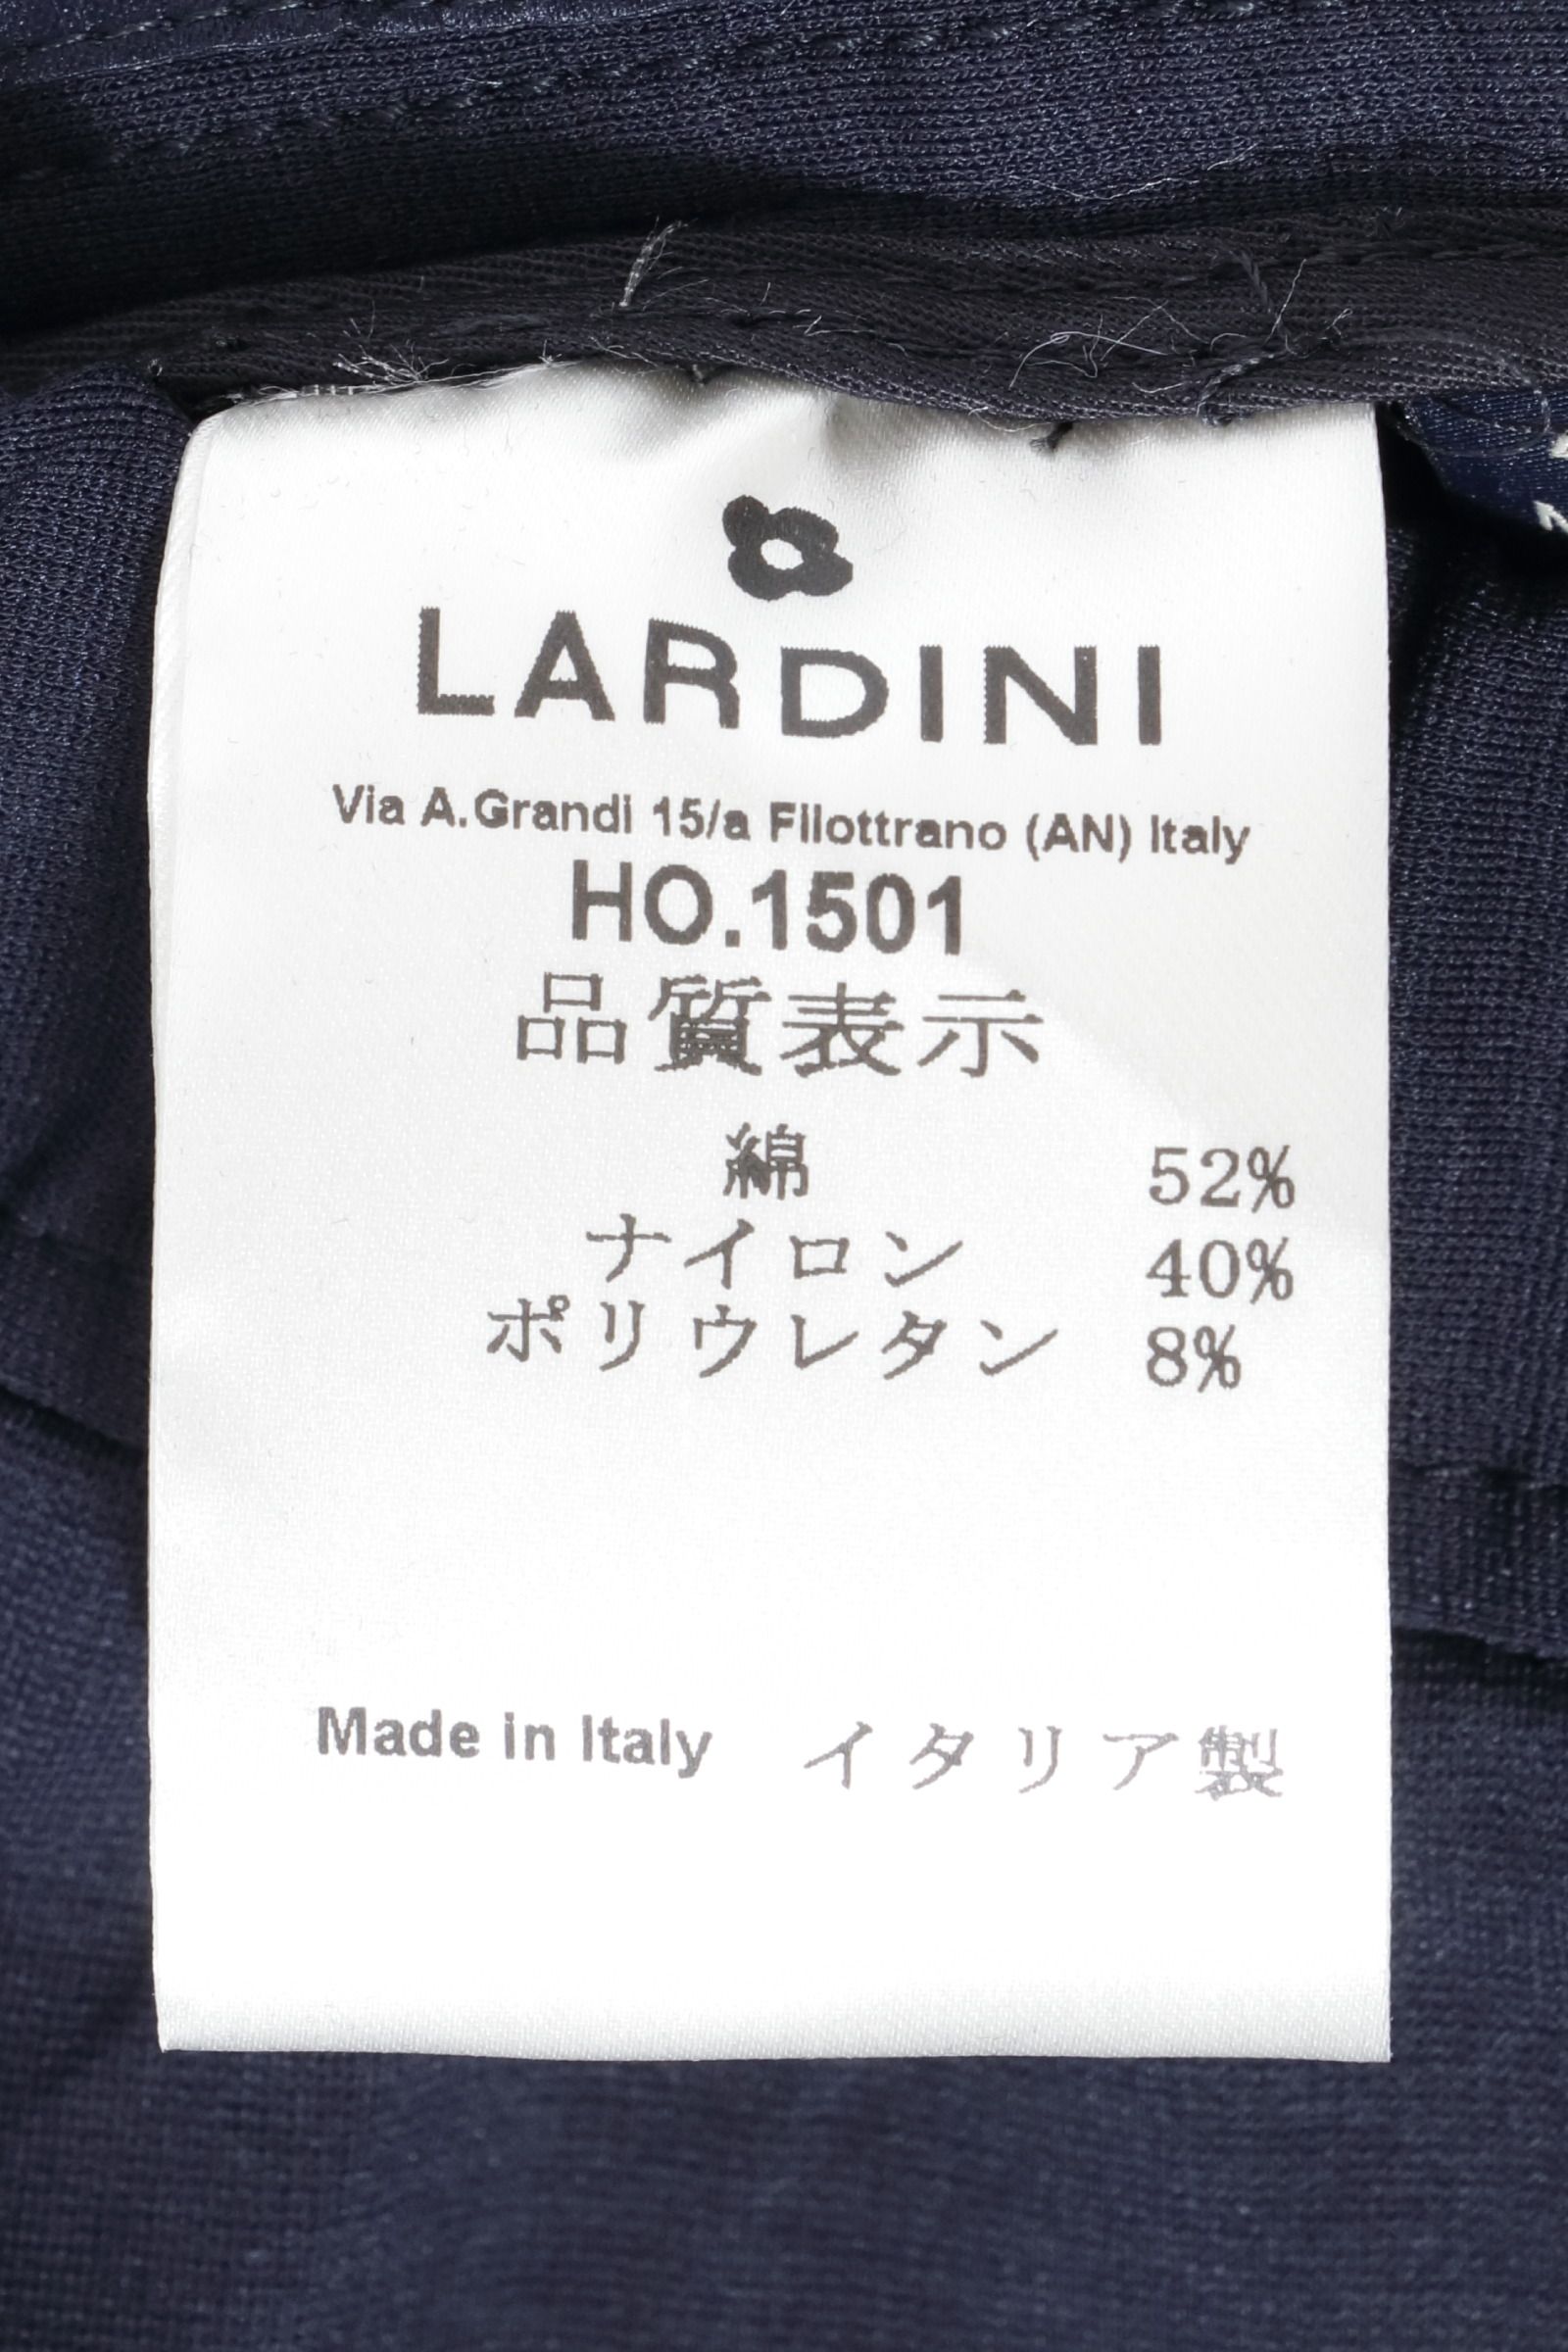 LARDINI
Via A.Grandi 15/a Filottrano (AN) Italy
HO.1501
品質表示
綿 52%
ナイロン 40%
ポリウレタン 8%
Made in Italy イタリア製